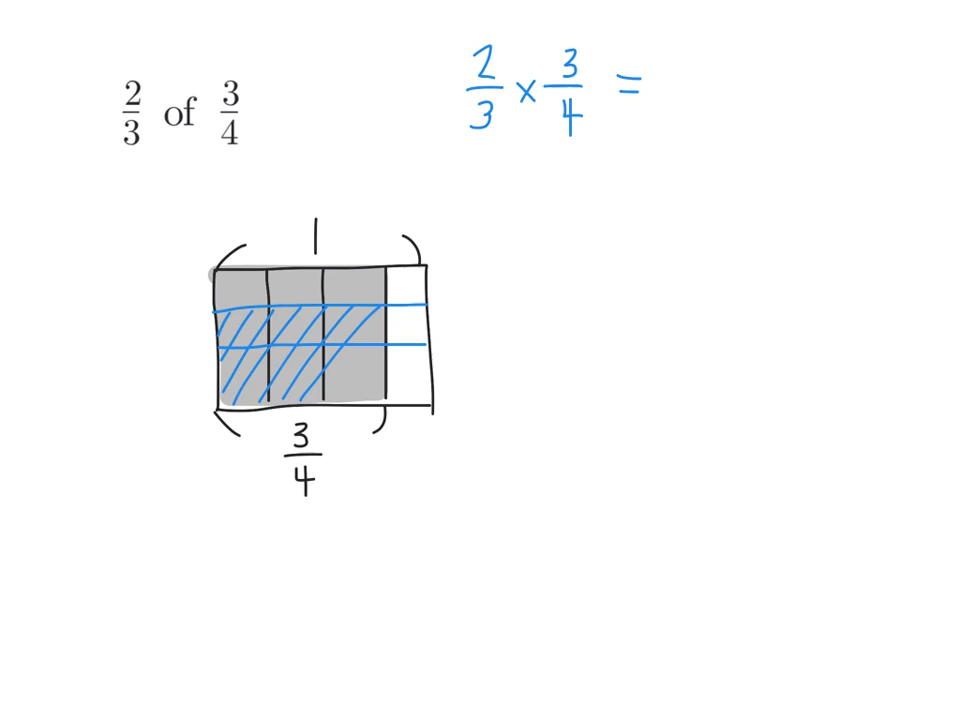 2/3 of 3/4
2/3 × 3/4 =
1
3/4